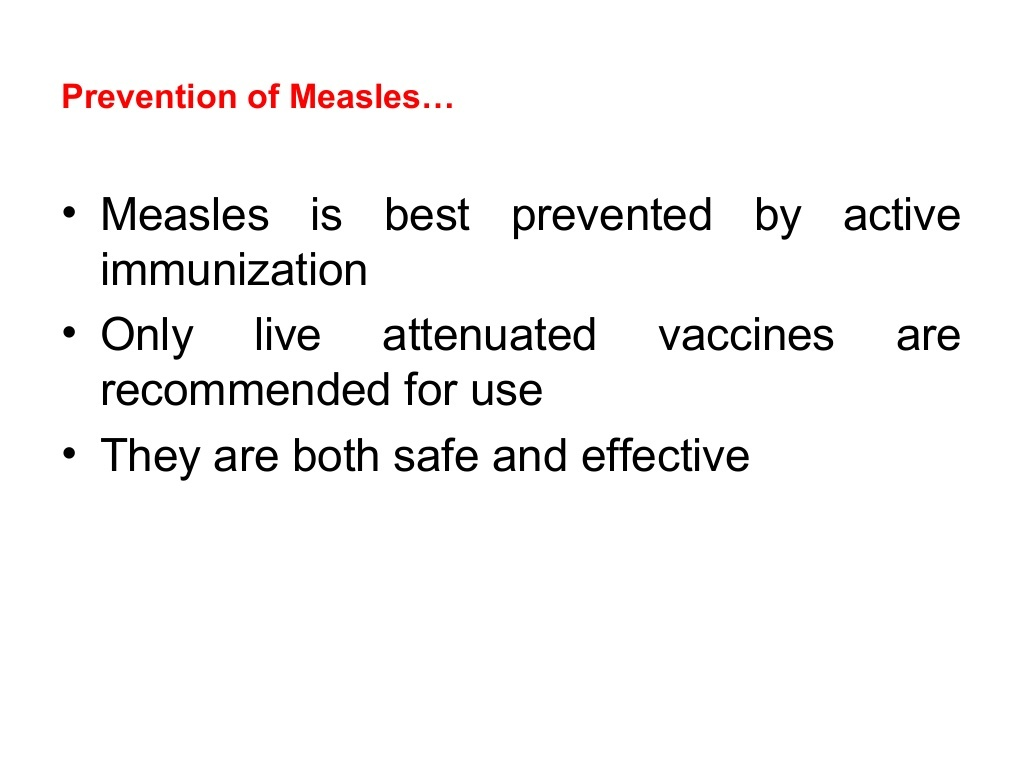 Prevention of Measles…
• Measles is best prevented by active
immunization
• Only live attenuated vaccines are
recommended for use
• They are both safe and effective